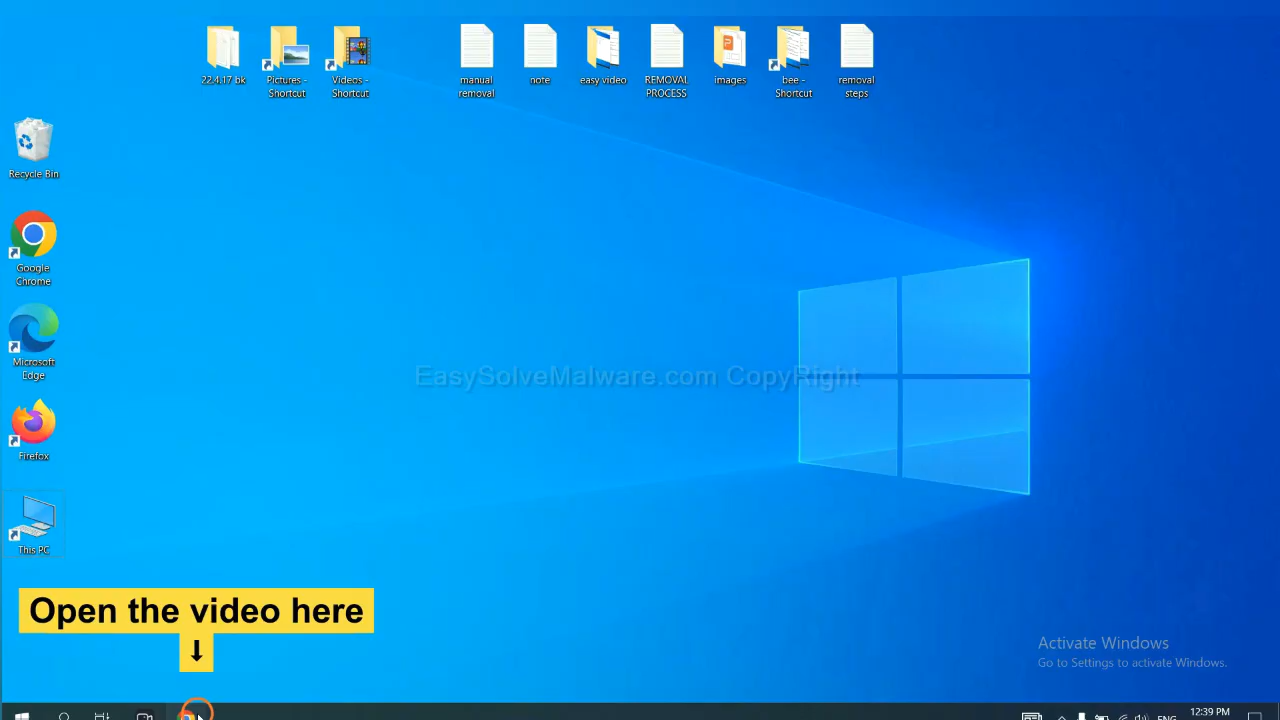 22.4.17 bk
Pictures -
Shortcut
Videos -
Shortcut
manual
removal
note
easy video
REMOVAL
PROCESS
images
bee -
Shortcut
removal
steps
Recycle Bin
Google
Chrome
Microsoft
Edge
Firefox
This PC
EasySolveMalware.com CopyRight
Open the video here
↓
Activate Windows
Go to Settings to activate Windows.
ENG
12:39 PM